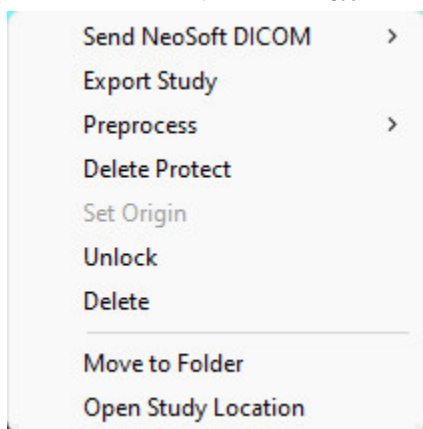 Send NeoSoft DICOM
Export Study
Preprocess
Delete Protect
Set Origin
Unlock
Delete
Move to Folder
Open Study Location